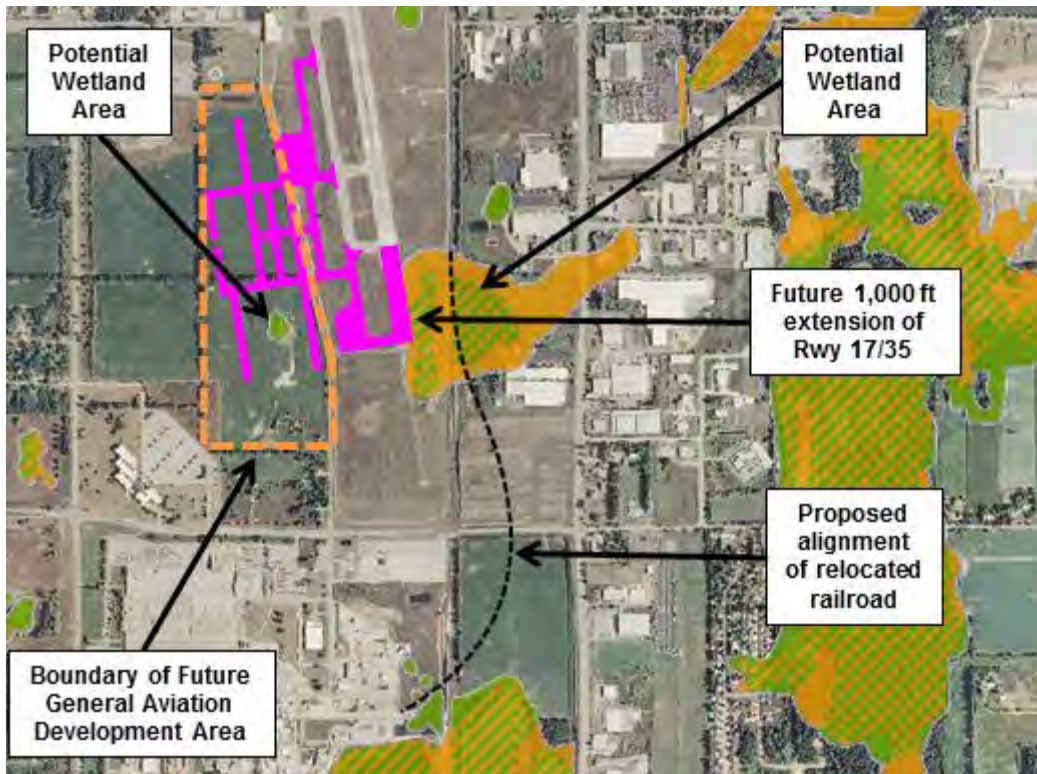 Potential
Wetland
Area
Potential
Wetland
Area
Future 1,000 ft
extension of
Rwy 17/35
Proposed
alignment
of relocated
railroad
Boundary of Future
General Aviation
Development Area